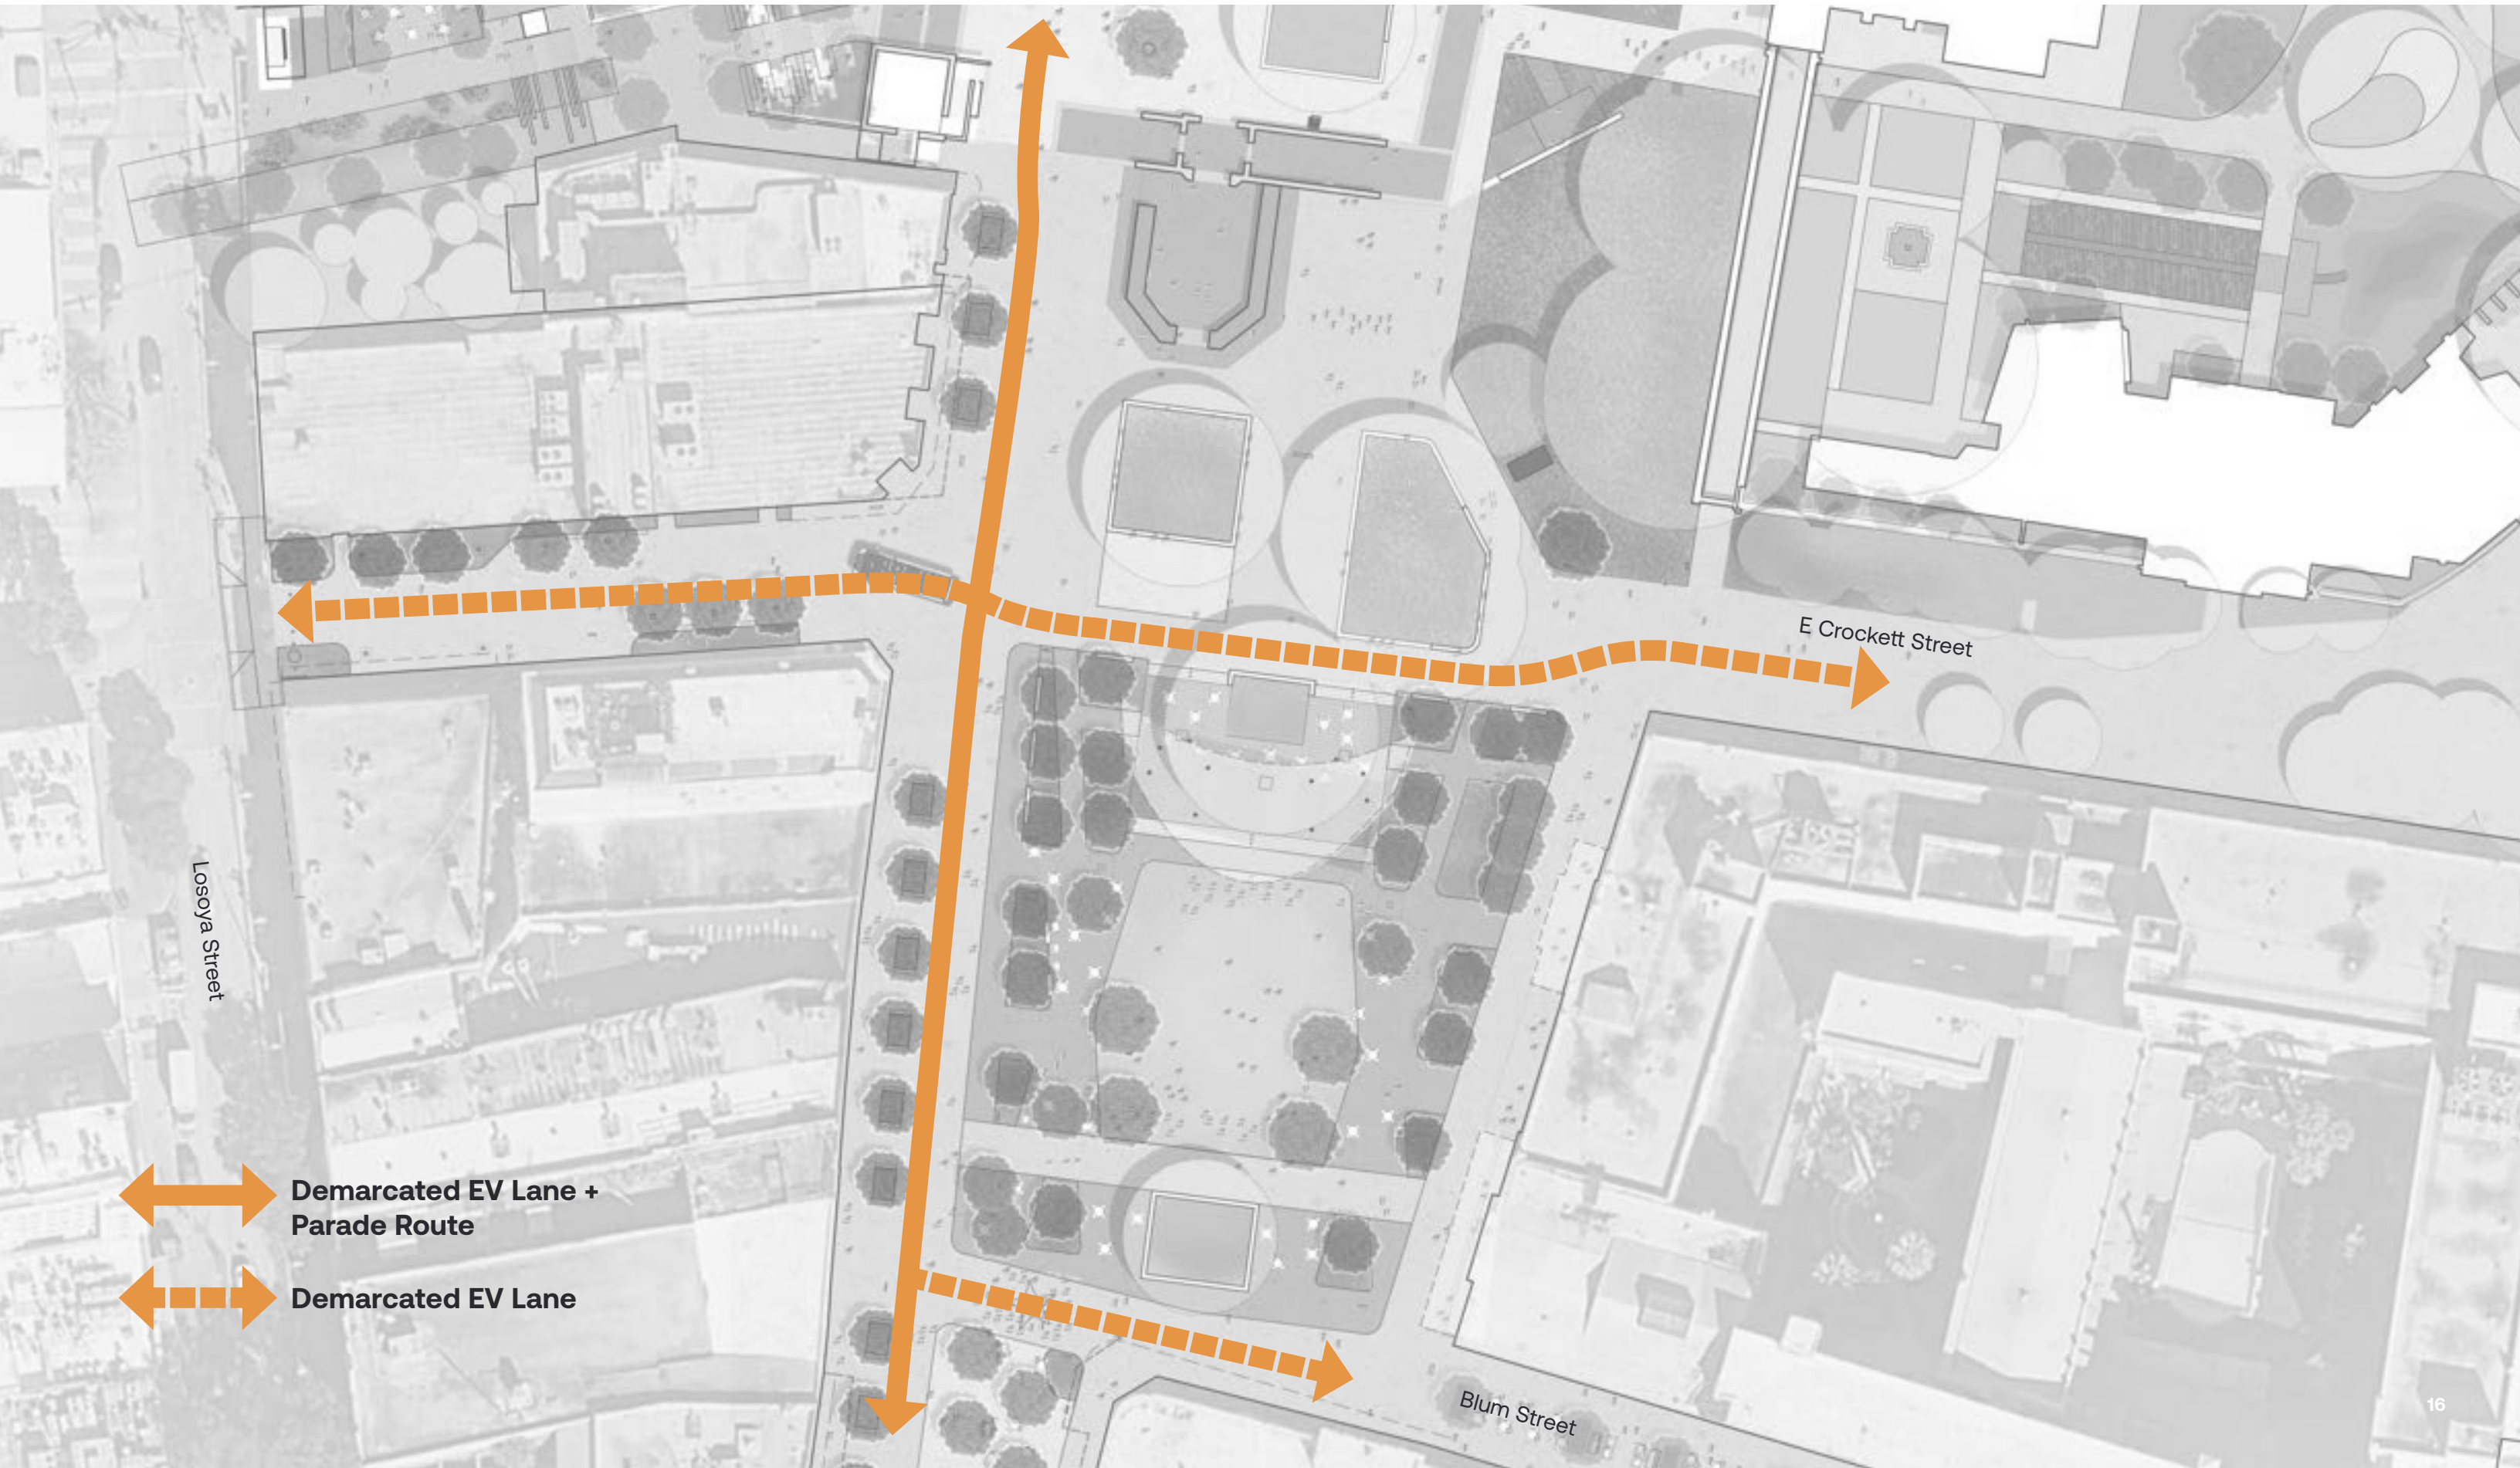 E Crockett Street
Losoya Street
Demarcated EV Lane +
Parade Route
Demarcated EV Lane
Blum Street
16